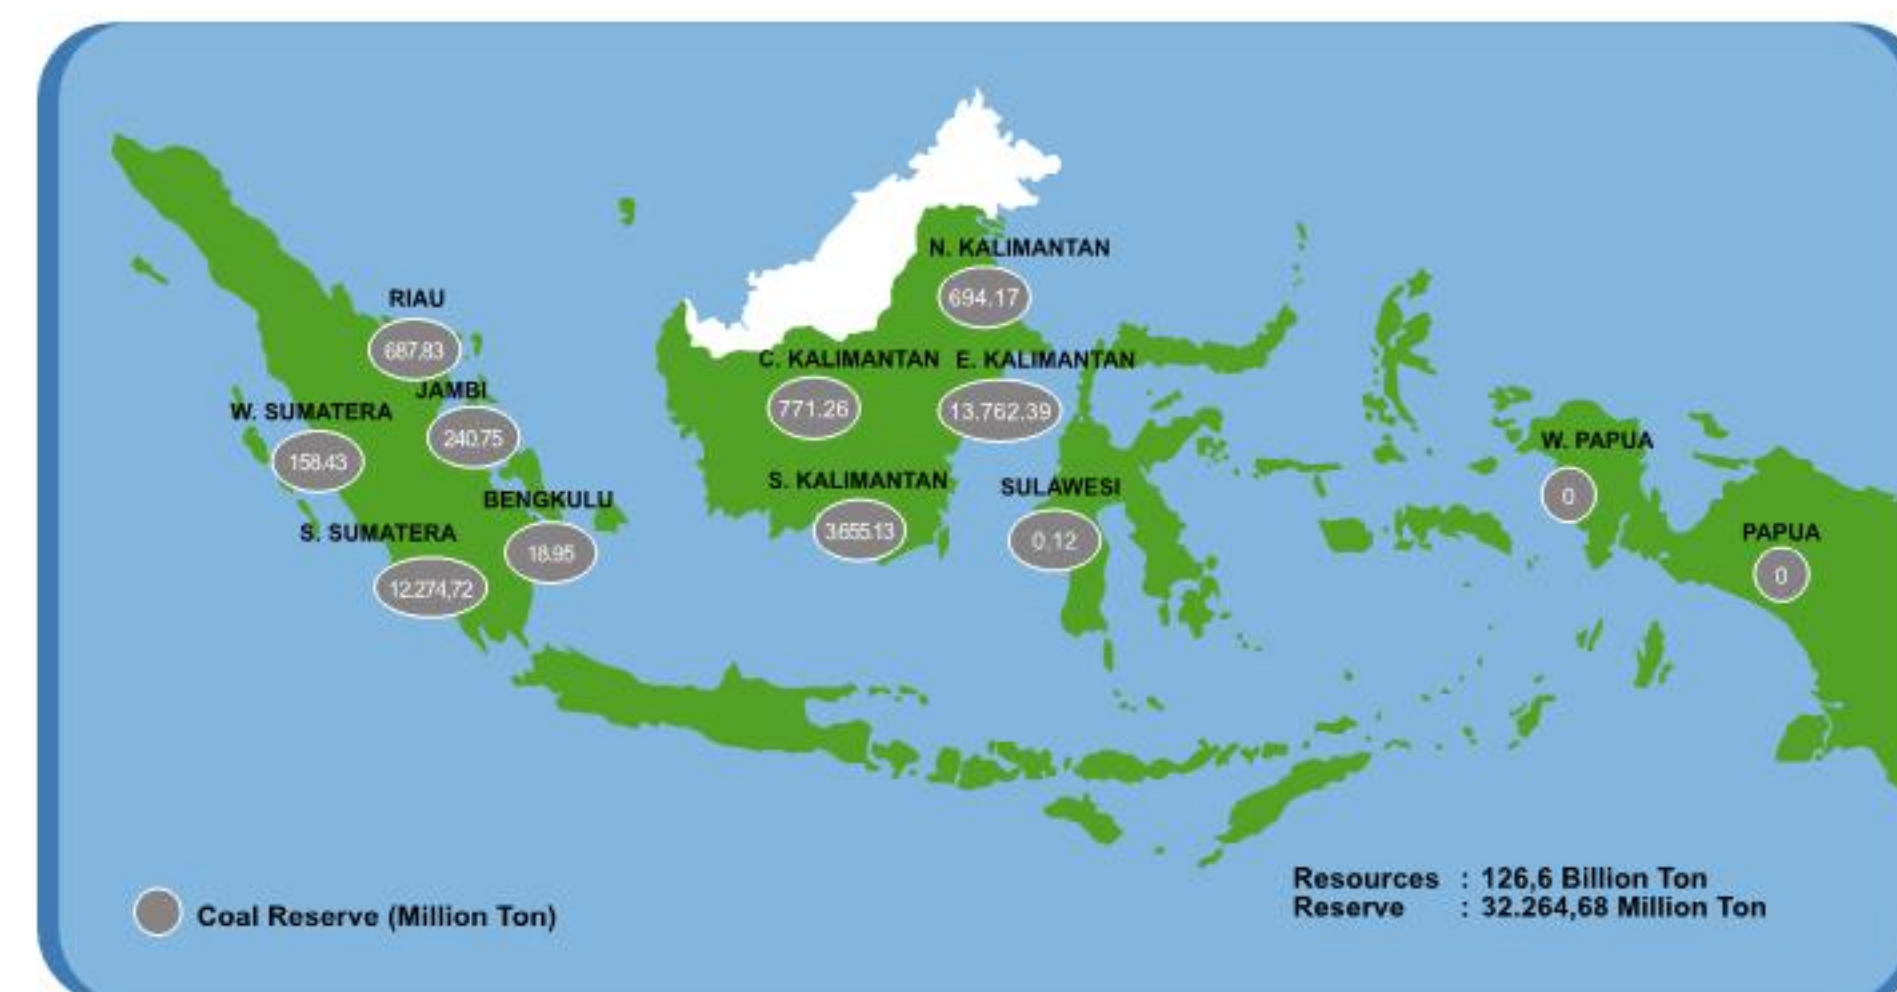 N. KALIMANTAN
694.17
RIAU
687,83
C. KALIMANTAN
771.26
E. KALIMANTAN
13.762.39
JAMBI
240.75
W. SUMATERA
158.43
W. PAPUA
0
S. KALIMANTAN
3.655.13
SULAWESI
0,12
BENGKULU
18.95
S. SUMATERA
12.274,72
PAPUA
0
Resources : 126,6 Billion Ton
Reserve : 32.264,68 Million Ton
Coal Reserve (Million Ton)